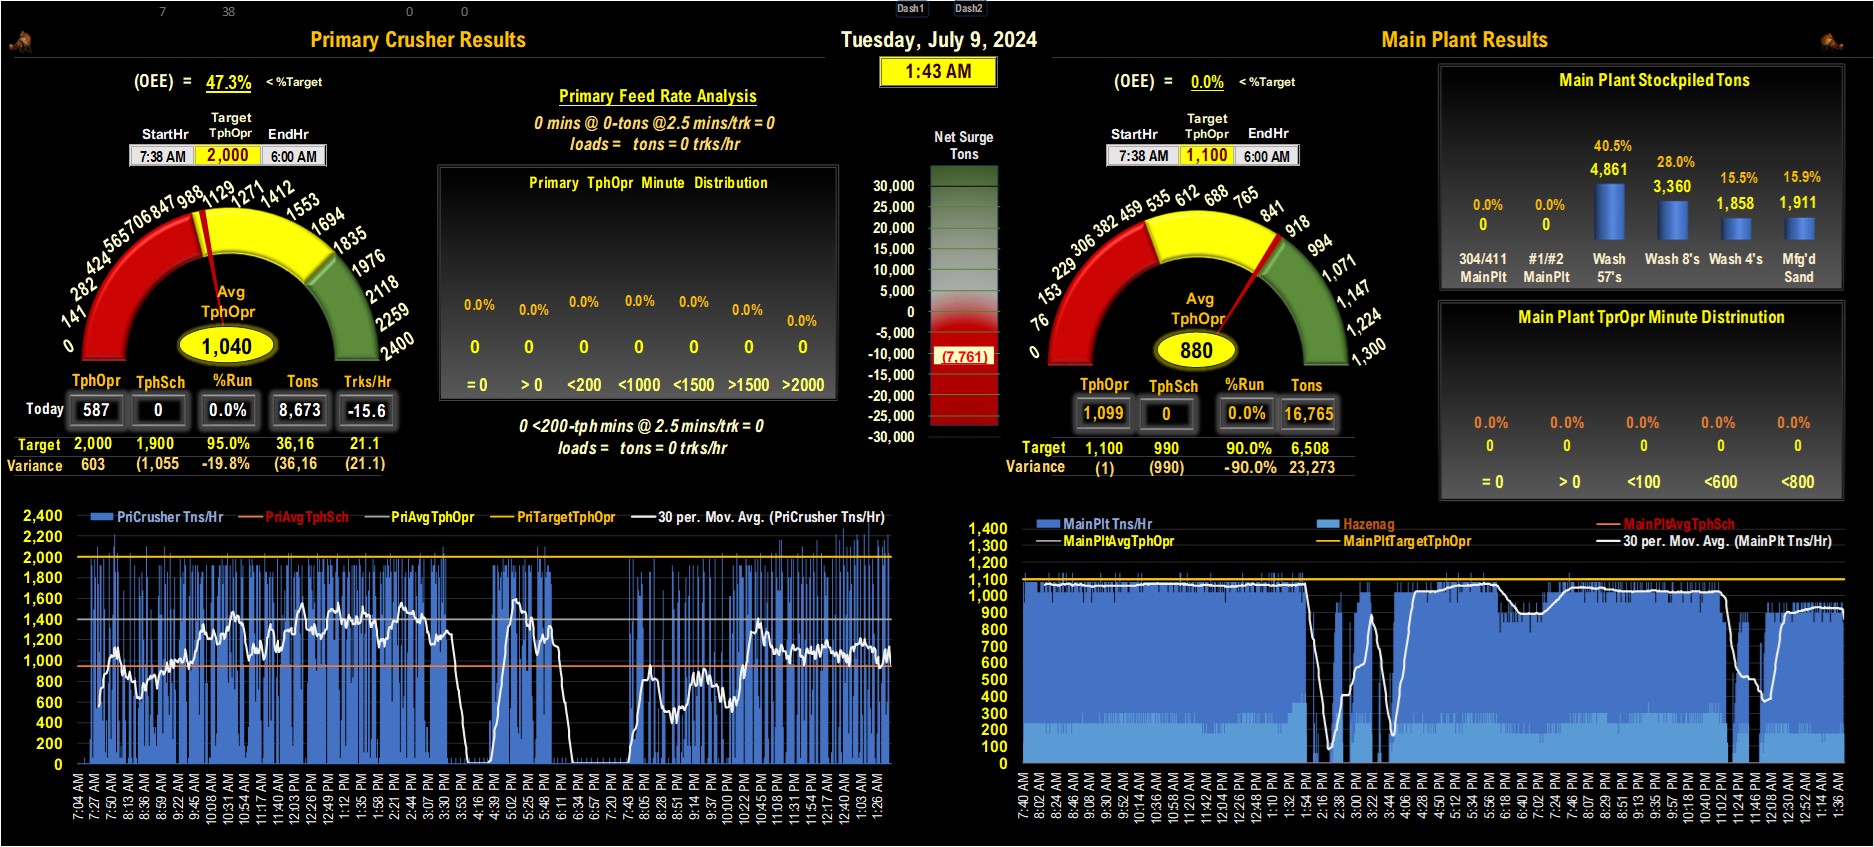 7 38 0 0
Dash1 Dash2
Primary Crusher Results
Tuesday, July 9, 2024
1:43 AM
Main Plant Results
(OEE) = 47.3% < %Target
StartHr Target TphOpr EndHr
7:38 AM 2,000 6:00 AM
0 141 282 424 565 706 847 988 1129 1271 1412 1553 1694 1835 1976 2118 2259 2400
Avg
TphOpr
1,040
TphOpr TphSch %Run Tons Trks/Hr
Today 587 0 0.0% 8,673 -15.6
Target 2,000 1,900 95.0% 36,16 21.1
Variance 603 (1,055 -19.8% (36,16 (21.1)
Primary Feed Rate Analysis
0 mins @ 0-tons @2.5 mins/trk = 0
loads = tons = 0 trks/hr
Primary TphOpr Minute Distribution
0.0% 0.0% 0.0% 0.0% 0.0% 0.0% 0.0%
0 0 0 0 0 0 0
= 0 > 0 <200 <1000 <1500 >1500 >2000
0 <200-tph mins @ 2.5 mins/trk = 0
loads = tons = 0 trks/hr
Net Surge
Tons
30,000
25,000
20,000
15,000
10,000
5,000
0
-5,000
-10,000
-15,000
-20,000
-25,000
-30,000
(7,761)
(OEE) = 0.0% < %Target
StartHr Target TphOpr EndHr
7:38 AM 1,100 6:00 AM
0 76 153 229 306 382 459 535 612 688 765 841 918 994 1,071 1,147 1,224 1,300
Avg
TphOpr
880
TphOpr TphSch %Run Tons
1,099 0 0.0% 16,765
Target 1,100 990 90.0% 6,508
Variance (1) (990) -90.0% 23,273
Main Plant Stockpiled Tons
0.0% 0.0% 40.5% 28.0% 15.5% 15.9%
0 0 4,861 3,360 1,858 1,911
304/411 MainPlt #1/#2 MainPlt Wash 57's Wash 8's Wash 4's Mfg'd Sand
Main Plant TprOpr Minute Distrinution
0.0% 0.0% 0.0% 0.0% 0.0%
0 0 0 0 0
= 0 > 0 <100 <600 <800
PriCrusher Tns/Hr PriAvgTphSch PriAvgTphOpr PriTargetTphOpr 30 per. Mov. Avg. (PriCrusher Tns/Hr)
2,400
2,200
2,000
1,800
1,600
1,400
1,200
1,000
800
600
400
200
0
7:04 AM 7:27 AM 7:50 AM 8:13 AM 8:36 AM 8:59 AM 9:22 AM 9:45 AM 10:08 AM 10:31 AM 10:54 AM 11:17 AM 11:40 AM 12:03 PM 12:26 PM 12:49 PM 1:12 PM 1:35 PM 1:58 PM 2:21 PM 2:44 PM 3:07 PM 3:30 PM 3:53 PM 4:16 PM 4:39 PM 5:02 PM 5:25 PM 5:48 PM 6:11 PM 6:34 PM 6:57 PM 7:20 PM 7:43 PM 8:05 PM 8:28 PM 8:51 PM 9:14 PM 9:37 PM 10:00 PM 10:22 PM 10:45 PM 11:08 PM 11:31 PM 11:54 PM 12:17 AM 12:40 AM 1:03 AM 1:26 AM
MainPlt Tns/Hr Hazenag MainPltAvgTphSch
MainPltAvgTphOpr MainPltTargetTphOpr 30 per. Mov. Avg. (MainPlt Tns/Hr)
1,400
1,300
1,200
1,100
1,000
900
800
700
600
500
400
300
200
100
0
7:40 AM 8:02 AM 8:24 AM 8:46 AM 9:08 AM 9:30 AM 9:52 AM 10:14 AM 10:36 AM 10:58 AM 11:20 AM 11:42 AM 12:04 PM 12:26 PM 12:48 PM 1:10 PM 1:32 PM 1:54 PM 2:16 PM 2:38 PM 3:00 PM 3:22 PM 3:44 PM 4:06 PM 4:28 PM 4:50 PM 5:12 PM 5:34 PM 5:56 PM 6:18 PM 6:40 PM 7:02 PM 7:24 PM 7:46 PM 8:07 PM 8:29 PM 8:51 PM 9:13 PM 9:35 PM 9:57 PM 10:18 PM 10:40 PM 11:02 PM 11:24 PM 11:46 PM 12:08 AM 12:30 AM 12:52 AM 1:14 AM 1:36 AM